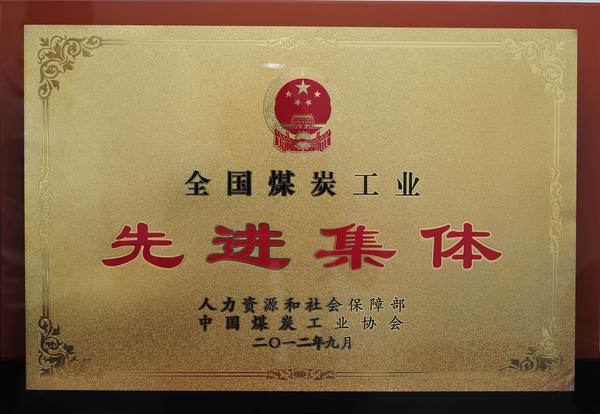 全国煤炭工业
先进集体
人力资源和社会保障部
中国煤炭工业协会
二〇一二年九月